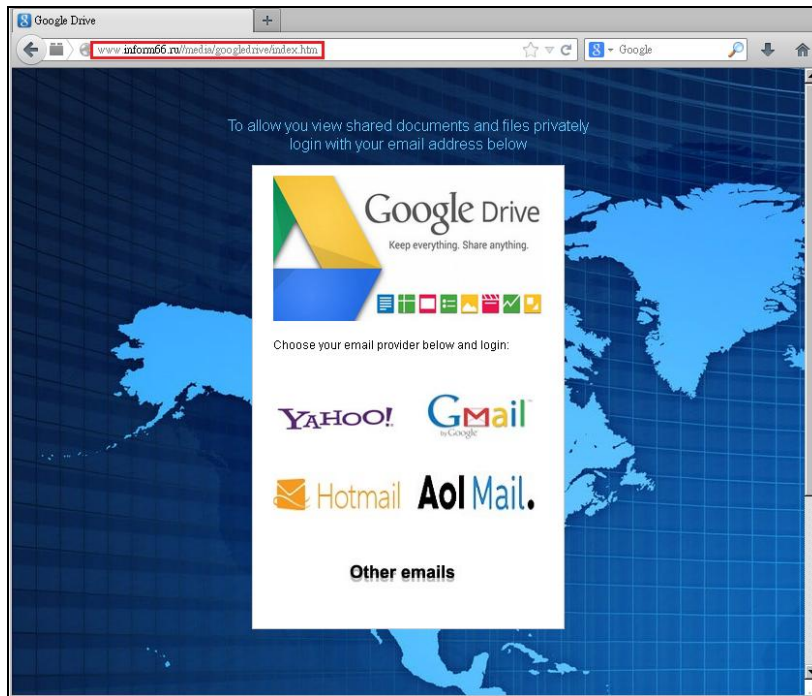 Google Drive
www.inform66.ru//media/googledrive/index.htm
Google
To allow you view shared documents and files privately
login with your email address below
Google Drive
Keep everything. Share anything.
Choose your email provider below and login:
YAHOO!
GMail™
by Google
Hotmail
Aol Mail.
Other emails